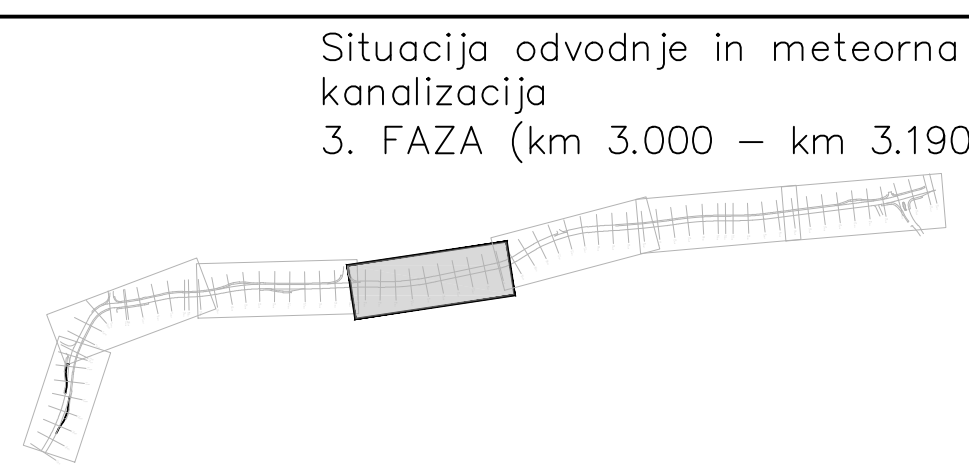 Situacija odvodnje in meteorna
kanalizacija
3. FAZA (km 3.000 – km 3.190